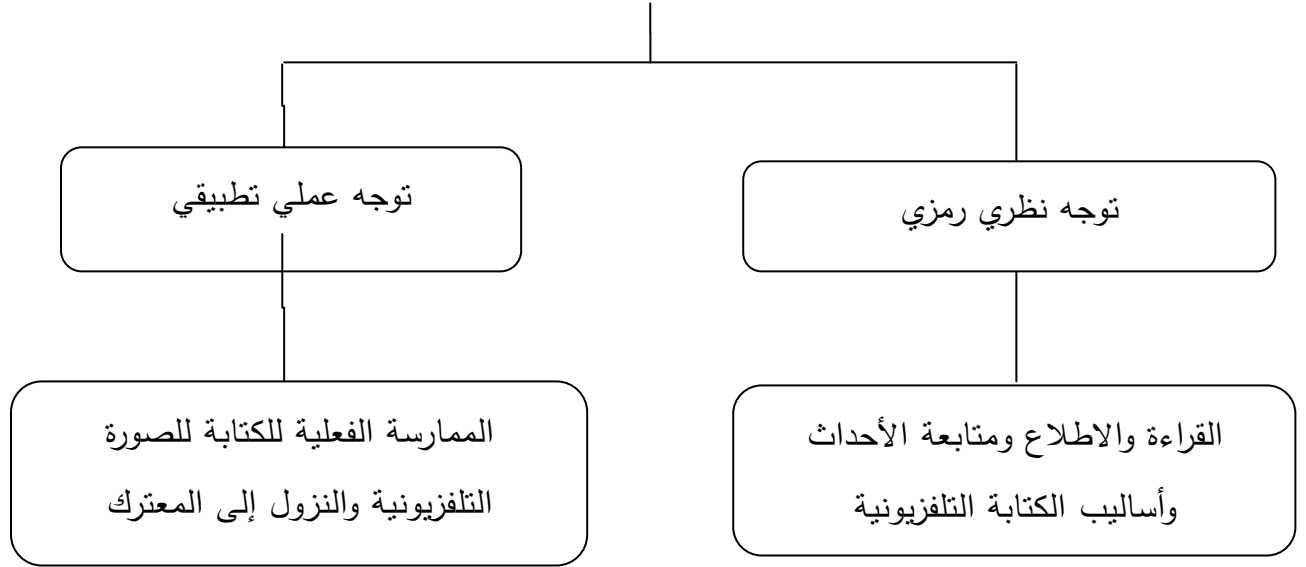 توجه نظري رمزي
توجه عملي تطبيقي
القراءة والاطلاع ومتابعة الأحداث
وأساليب الكتابة التلفزيونية
الممارسة الفعلية للكتابة للصورة
التلفزيونية والنزول إلى المعترك